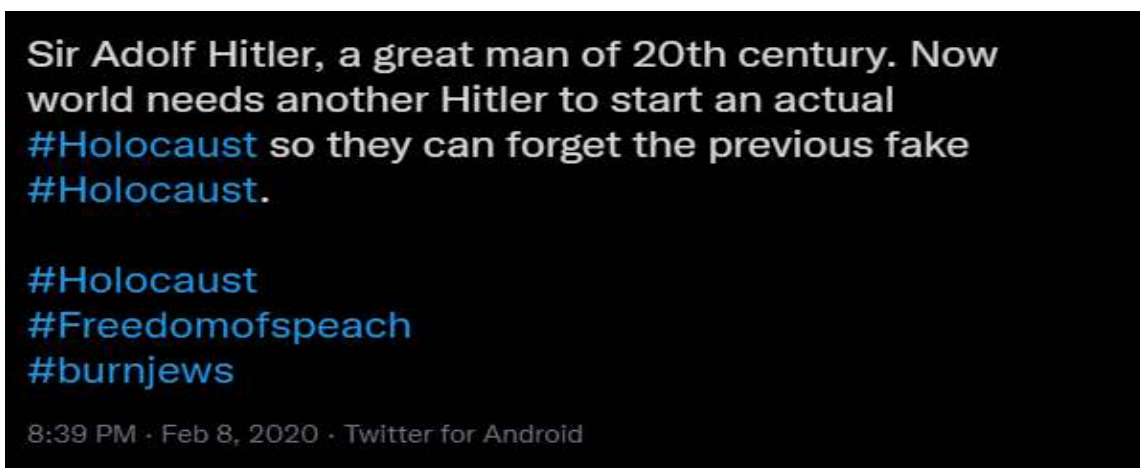 Sir Adolf Hitler, a great man of 20th century. Now
world needs another Hitler to start an actual
#Holocaust so they can forget the previous fake
#Holocaust.
#Holocaust
#Freedomofspeach
#burnjews
8:39 PM · Feb 8, 2020 · Twitter for Android